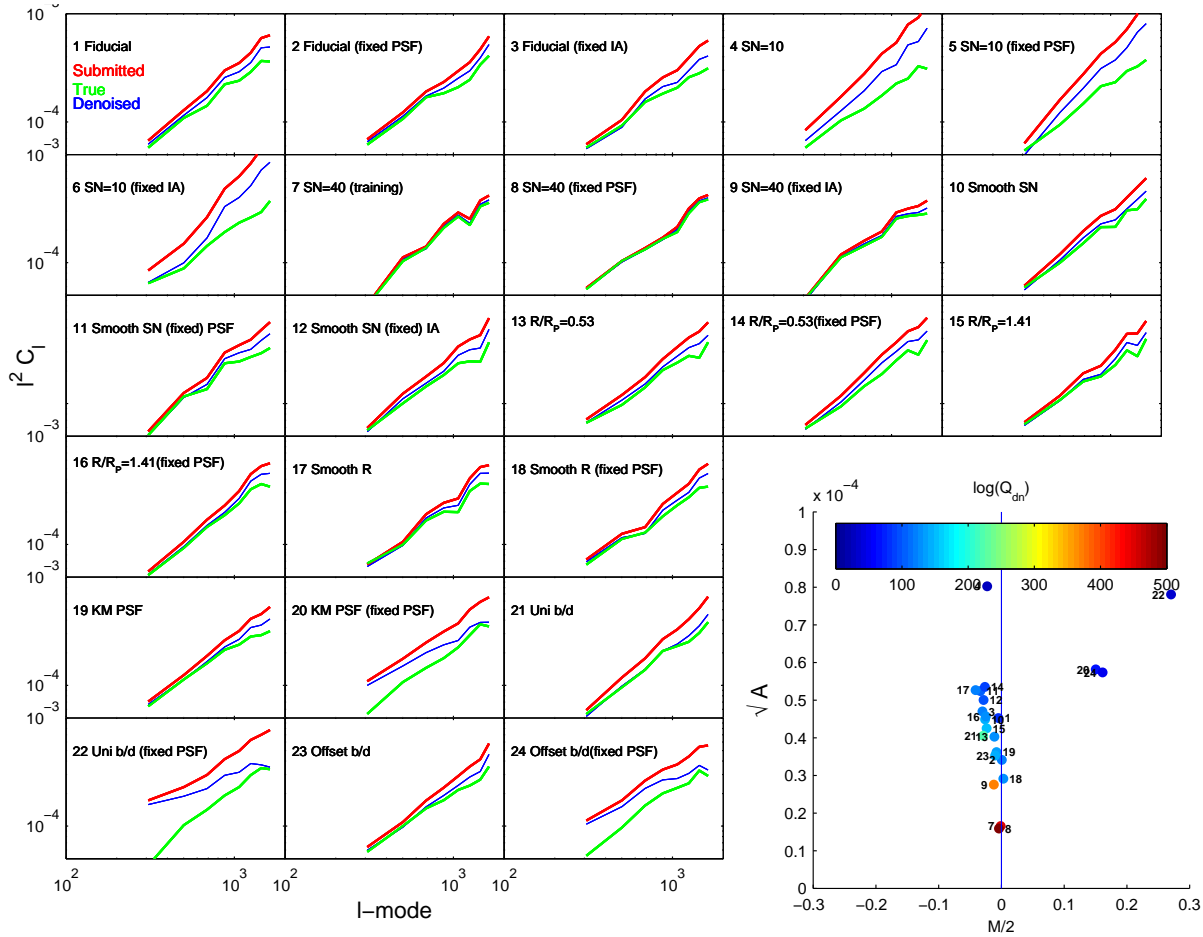 10
1 Fiducial
Submitted
True
Denoised
2 Fiducial (fixed PSF)
3 Fiducial (fixed IA)
4 SN=10
5 SN=10 (fixed PSF)
10^-4
10^-3
6 SN=10 (fixed IA)
7 SN=40 (training)
8 SN=40 (fixed PSF)
9 SN=40 (fixed IA)
10 Smooth SN
10^-4
11 Smooth SN (fixed) PSF
12 Smooth SN (fixed) IA
13 R/R_P=0.53
14 R/R_P=0.53(fixed PSF)
15 R/R_P=1.41
l^2 C_l
10^-3
16 R/R_P=1.41(fixed PSF)
17 Smooth R
18 Smooth R (fixed PSF)
10^-4
10^-3
19 KM PSF
20 KM PSF (fixed PSF)
21 Uni b/d
10^-4
10^-3
22 Uni b/d (fixed PSF)
23 Offset b/d
24 Offset b/d(fixed PSF)
10^-4
10^2
10^3
10^2
10^3
10^2
10^3
l-mode
x 10^-4
log(Q_dn)
0 100 200 300 400 500
1
0.9
0.8
0.7
0.6
0.5
0.4
0.3
0.2
0.1
0
√ A
4
22
20
24
17
14
11
12
16
3
10
1
15
21
13
23
19
2
9
18
7
8
−0.3 −0.2 −0.1 0 0.1 0.2 0.3
M/2